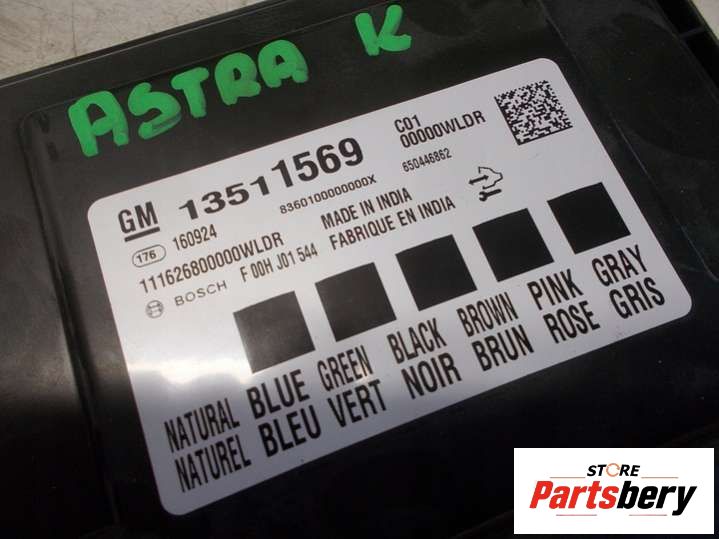 ASTRA K
GM 13511569
C01
00000WLDR
8360100000000X
650446862
176 160924
111626800000WLDR
MADE IN INDIA
FABRIQUE EN INDIA
BOSCH F 00H J01 544
NATURAL BLUE GREEN BLACK BROWN PINK GRAY
NATUREL BLEU VERT NOIR BRUN ROSE GRIS
STORE
Partsbery